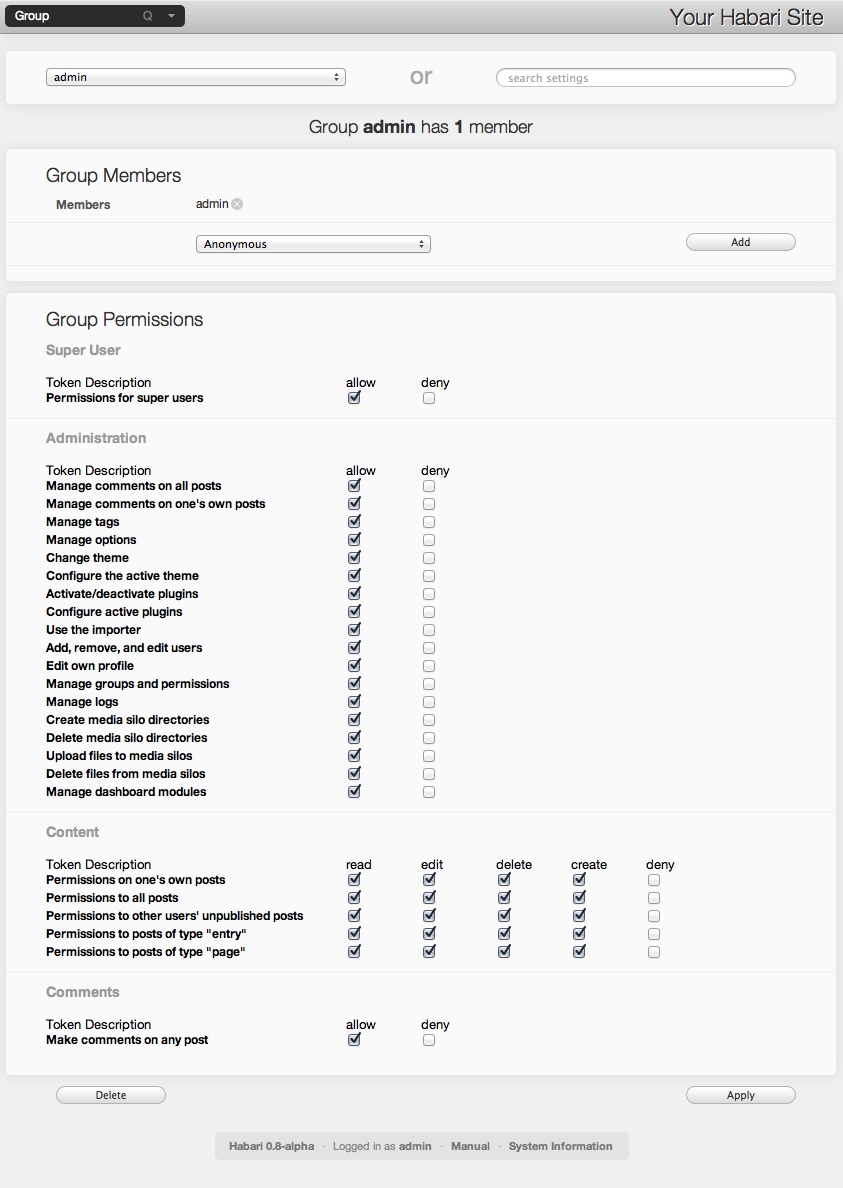 Group Q Your Habari Site
admin or search settings
Group admin has 1 member
Group Members
Members admin
Anonymous Add
Group Permissions
Super User
Token Description allow deny
Permissions for super users
Administration
Token Description allow deny
Manage comments on all posts
Manage comments on one's own posts
Manage tags
Manage options
Change theme
Configure the active theme
Activate/deactivate plugins
Configure active plugins
Use the importer
Add, remove, and edit users
Edit own profile
Manage groups and permissions
Manage logs
Create media silo directories
Delete media silo directories
Upload files to media silos
Delete files from media silos
Manage dashboard modules
Content
Token Description read edit delete create deny
Permissions on one's own posts
Permissions to all posts
Permissions to other users' unpublished posts
Permissions to posts of type "entry"
Permissions to posts of type "page"
Comments
Token Description allow deny
Make comments on any post
Delete Apply
Habari 0.8-alpha · Logged in as admin · Manual · System Information